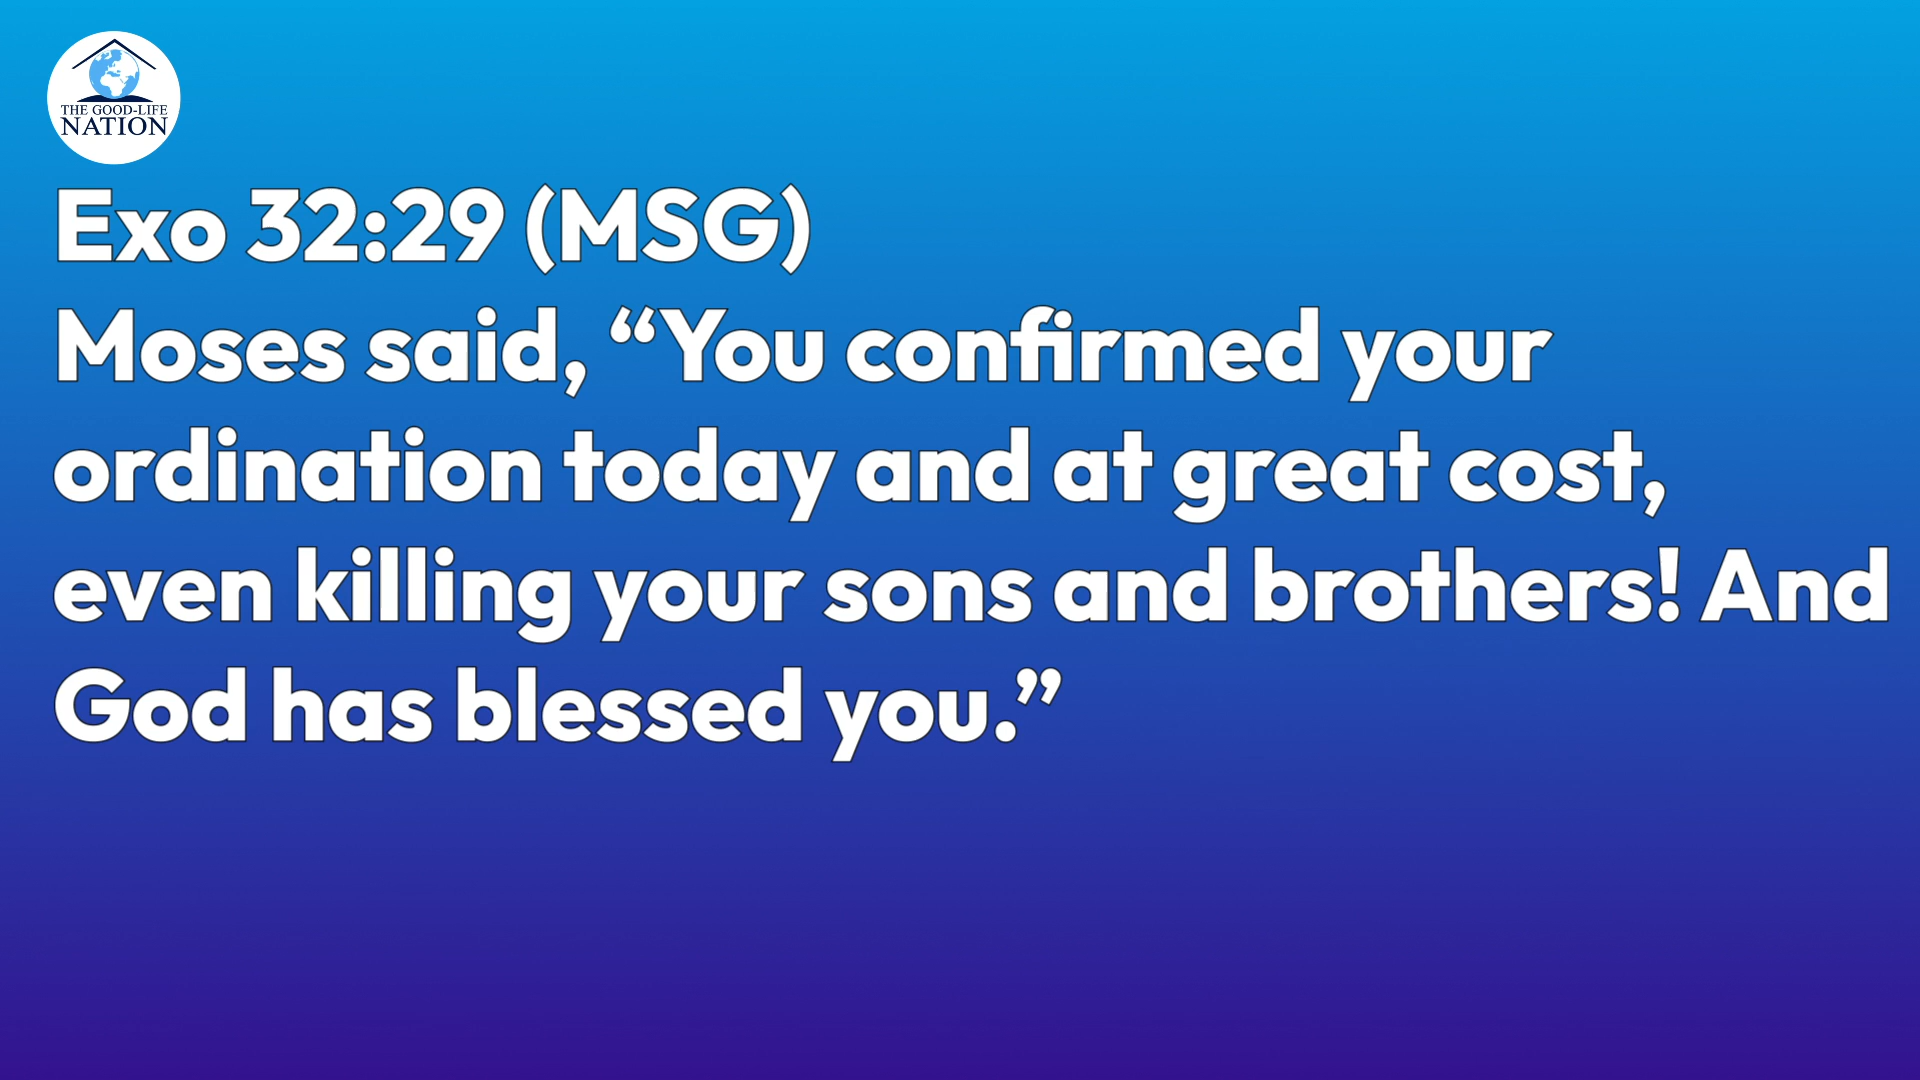 THE GOOD-LIFE
NATION
Exo 32:29 (MSG)
Moses said, “You confirmed your
ordination today and at great cost,
even killing your sons and brothers! And
God has blessed you.”